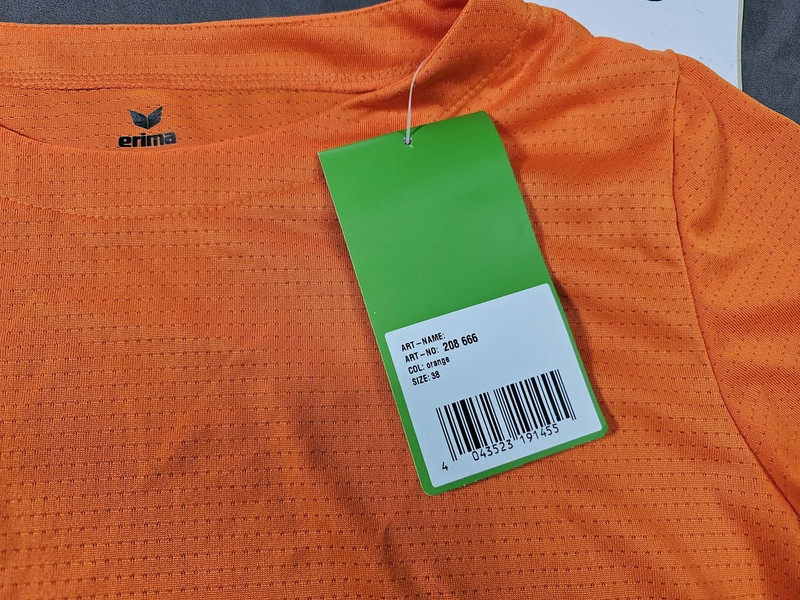 erima
ART-NAME:
ART-NO: 208 666
COL: orange
SIZE: 38
4 043523 191455